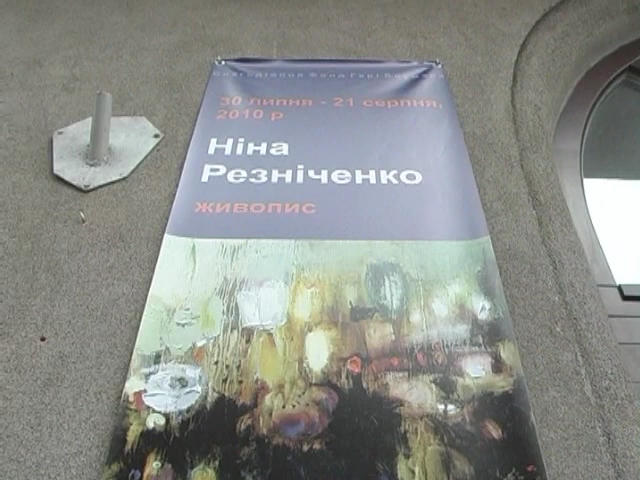 30 липня - 21 серпня,
2010 р
Ніна
Резніченко
живопис